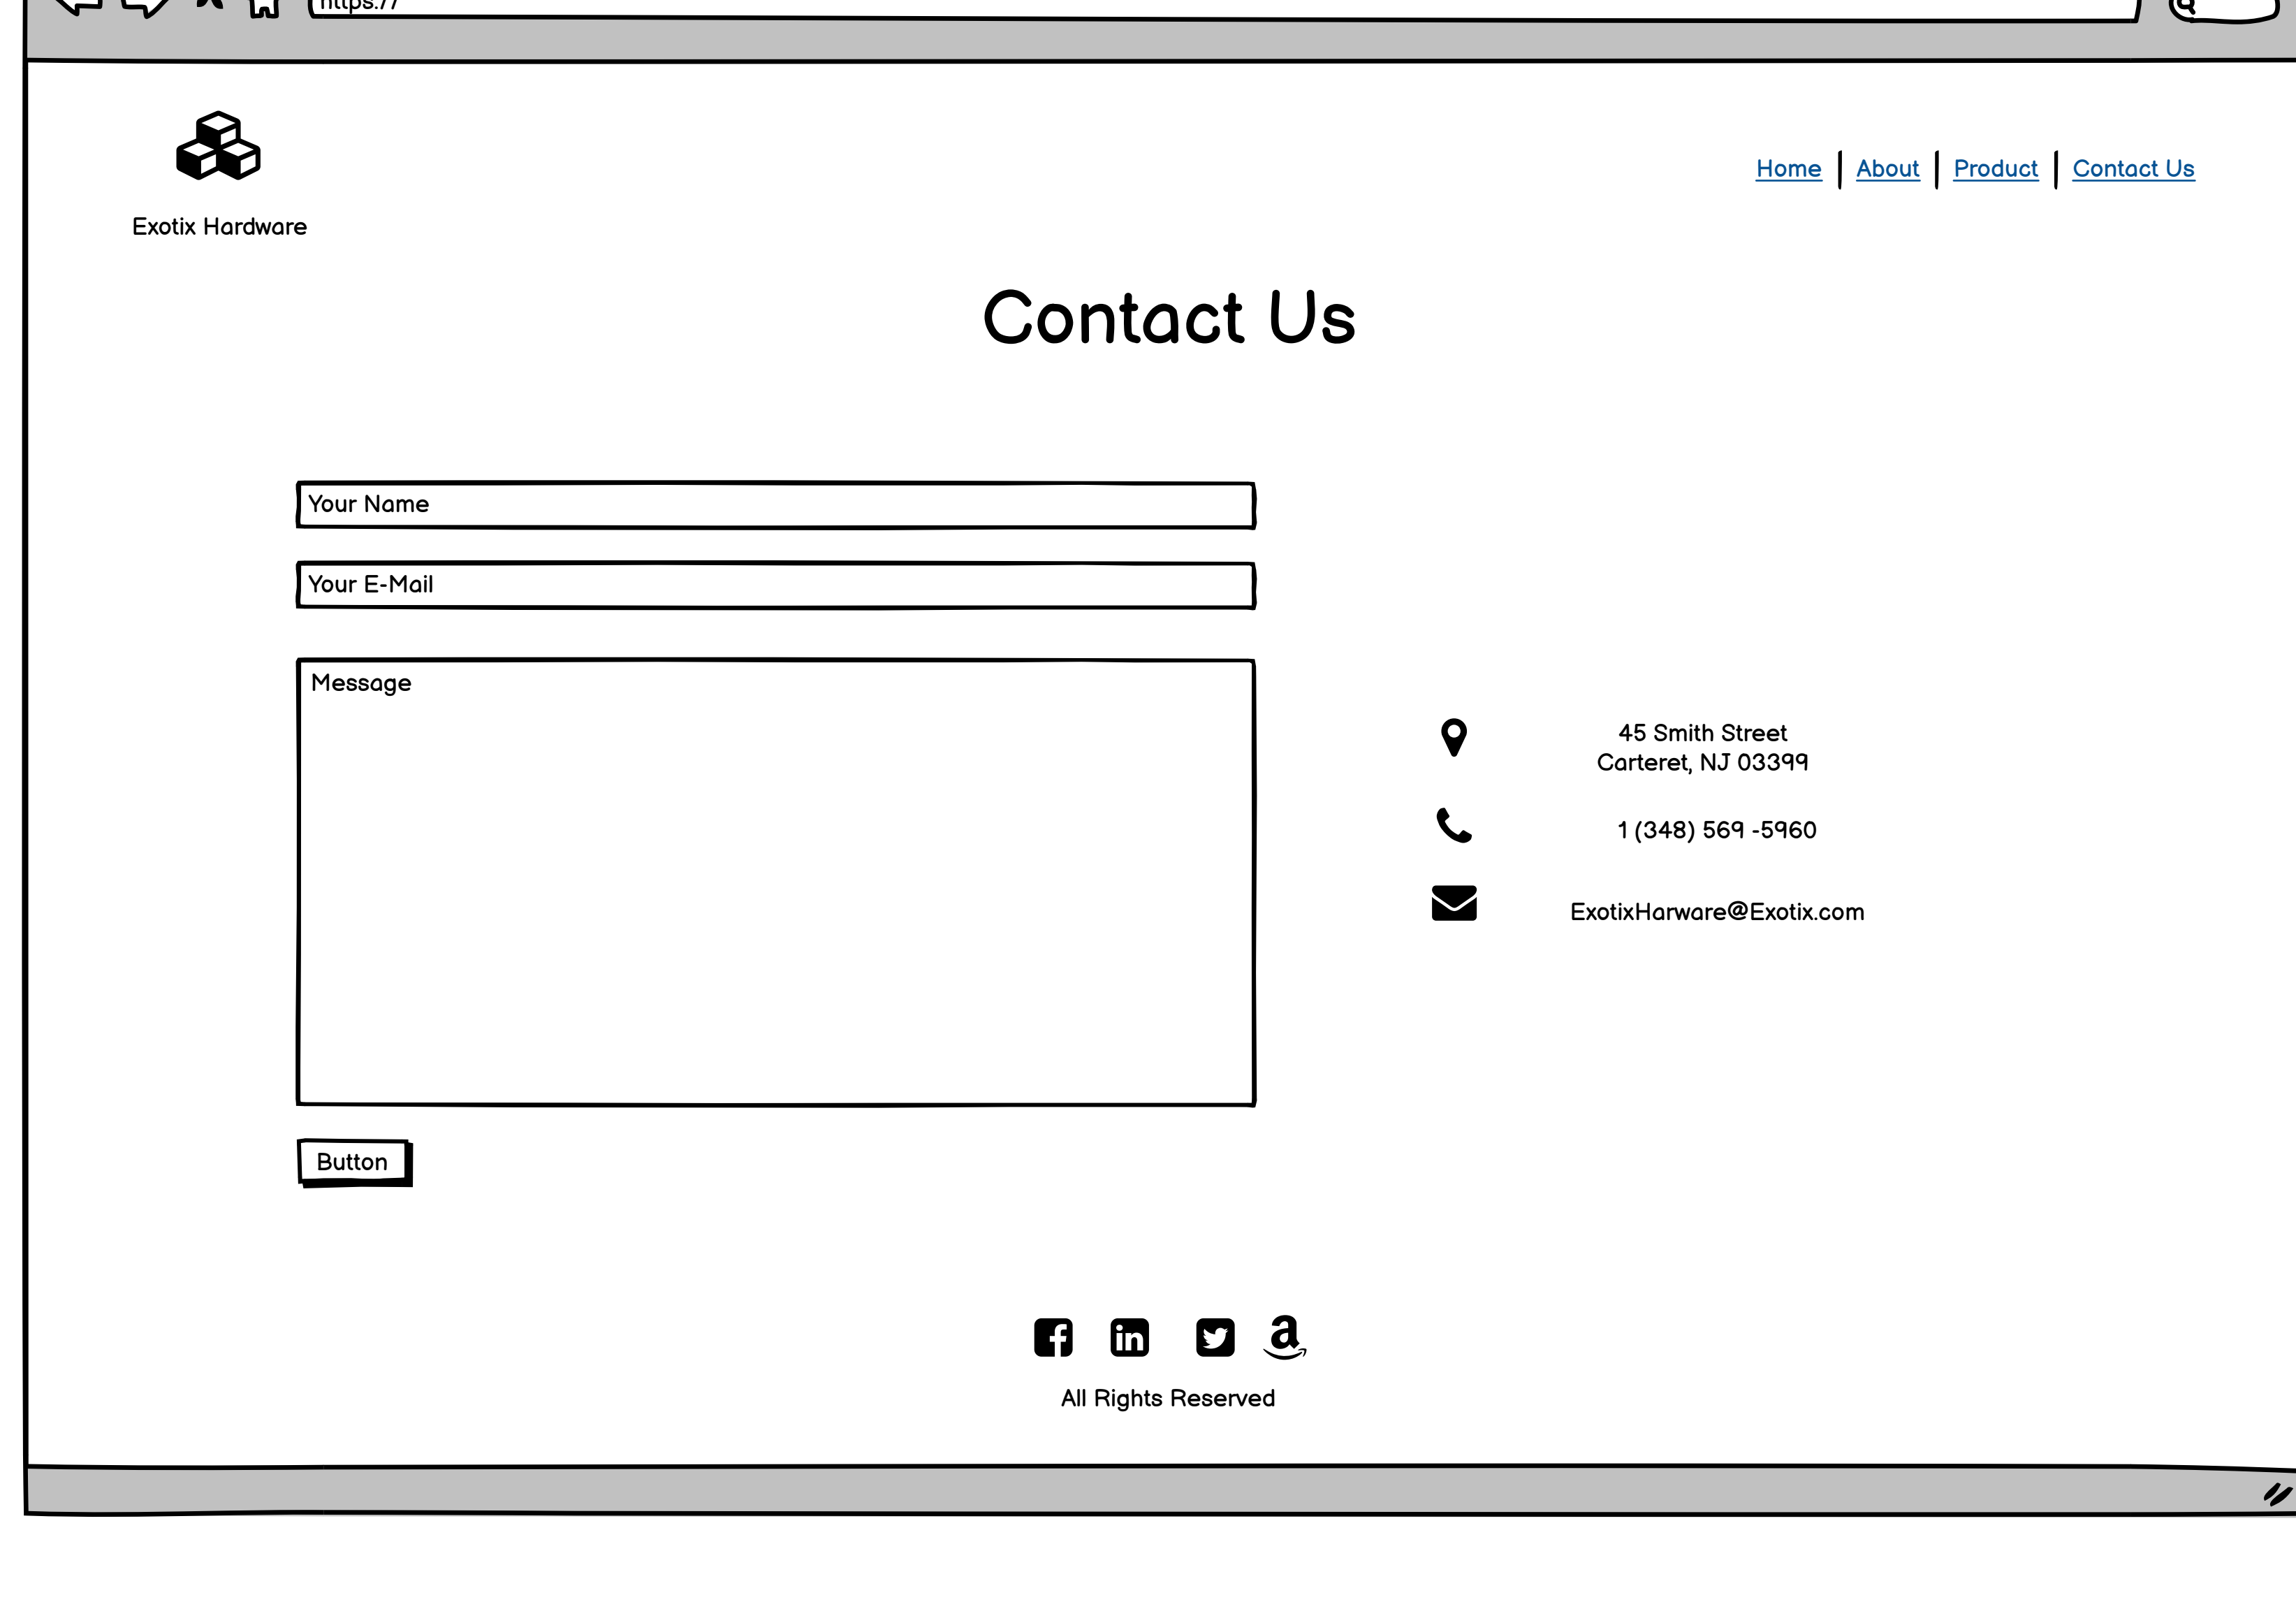 https://
Exotix Hardware
Home About Product Contact Us
Contact Us
Your Name
Your E-Mail
Message
45 Smith Street
Carteret, NJ 03399
1 (348) 569 -5960
ExotixHarware@Exotix.com
Button
All Rights Reserved